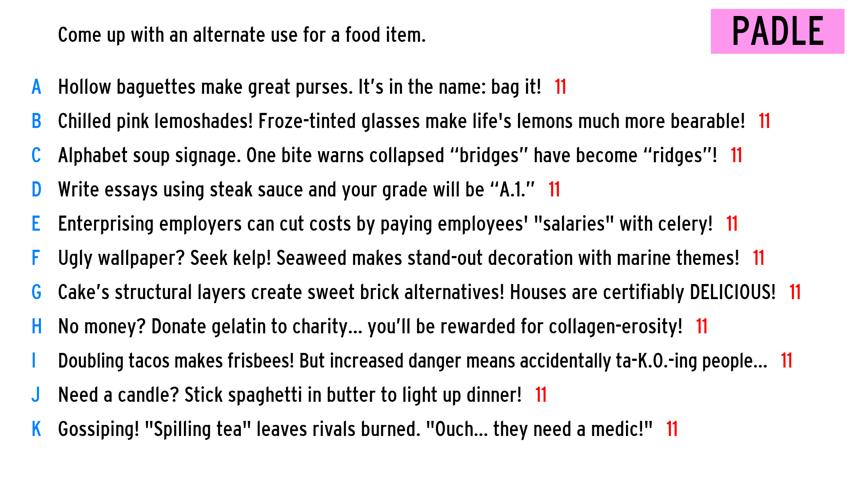 Come up with an alternate use for a food item.
PADLE
A Hollow baguettes make great purses. It's in the name: bag it! 11
B Chilled pink lemoshades! Froze-tinted glasses make life's lemons much more bearable! 11
C Alphabet soup signage. One bite warns collapsed “bridges” have become “ridges”! 11
D Write essays using steak sauce and your grade will be “A.1.” 11
E Enterprising employers can cut costs by paying employees' "salaries" with celery! 11
F Ugly wallpaper? Seek kelp! Seaweed makes stand-out decoration with marine themes! 11
G Cake's structural layers create sweet brick alternatives! Houses are certifiably DELICIOUS! 11
H No money? Donate gelatin to charity... you'll be rewarded for collagen-erosity! 11
I Doubling tacos makes frisbees! But increased danger means accidentally ta-K.O.-ing people... 11
J Need a candle? Stick spaghetti in butter to light up dinner! 11
K Gossiping! "Spilling tea" leaves rivals burned. "Ouch... they need a medic!" 11